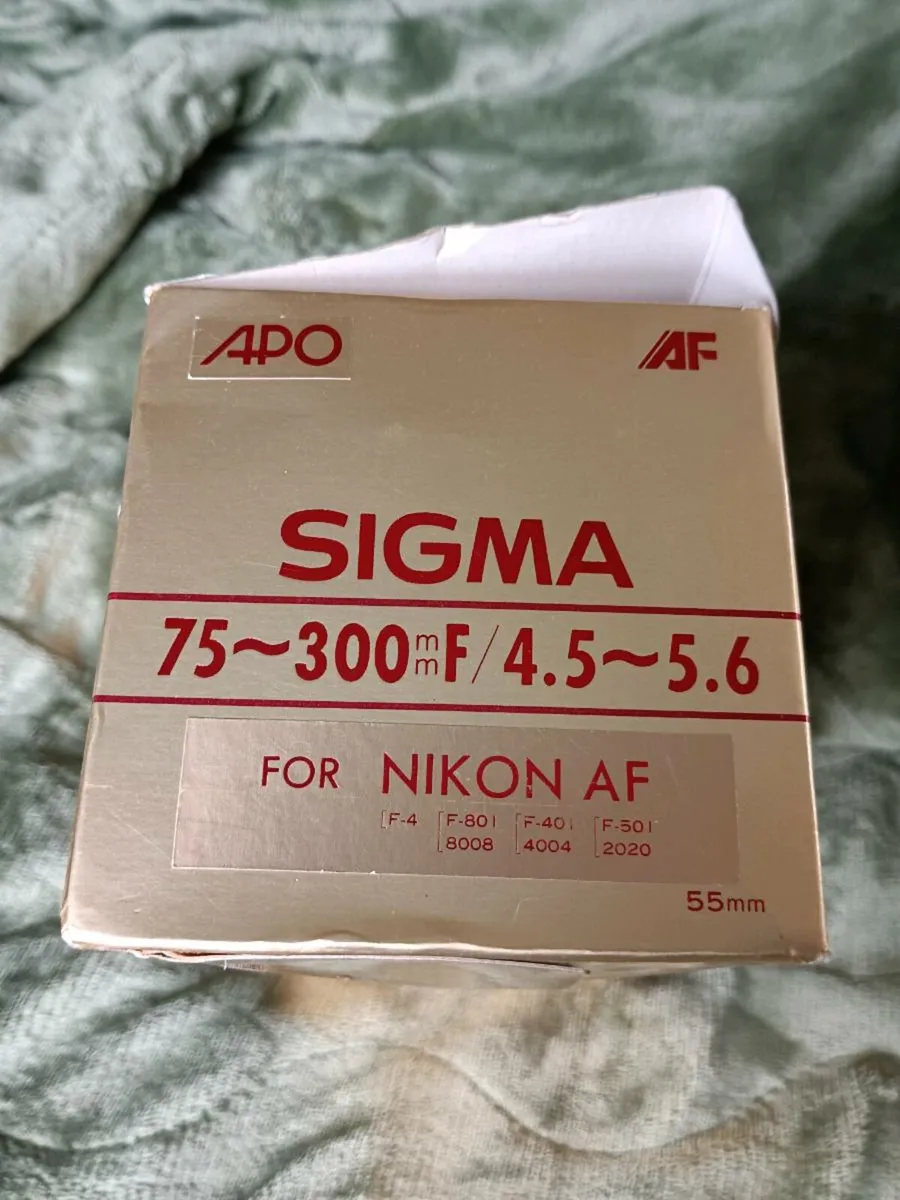 APO AF
SIGMA
75~300mm F/4.5~5.6
FOR NIKON AF
[F-4 [F-801 [F-401 [F-501
[8008 [4004 [2020
55mm